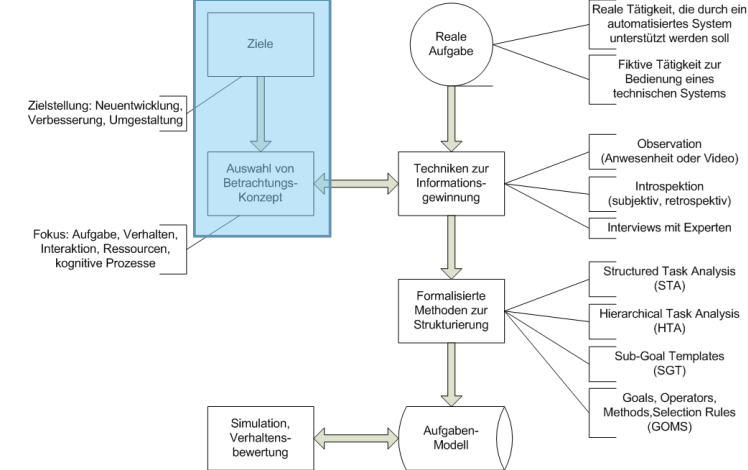 Ziele
Reale
Aufgabe
Reale Tätigkeit, die durch ein
automatisiertes System
unterstützt werden soll
Fiktive Tätigkeit zur
Bedienung eines
technischen Systems
Zielstellung: Neuentwicklung,
Verbesserung, Umgestaltung
Auswahl von
Betrachtungs-
Konzept
Techniken zur
Informations-
gewinnung
Observation
(Anwesenheit oder Video)
Introspektion
(subjektiv, retrospektiv)
Interviews mit Experten
Fokus: Aufgabe, Verhalten,
Interaktion, Ressourcen,
kognitive Prozesse
Formalisierte
Methoden zur
Strukturierung
Structured Task Analysis
(STA)
Hierarchical Task Analysis
(HTA)
Sub-Goal Templates
(SGT)
Goals, Operators,
Methods,Selection Rules
(GOMS)
Simulation,
Verhaltens-
bewertung
Aufgaben-
Modell